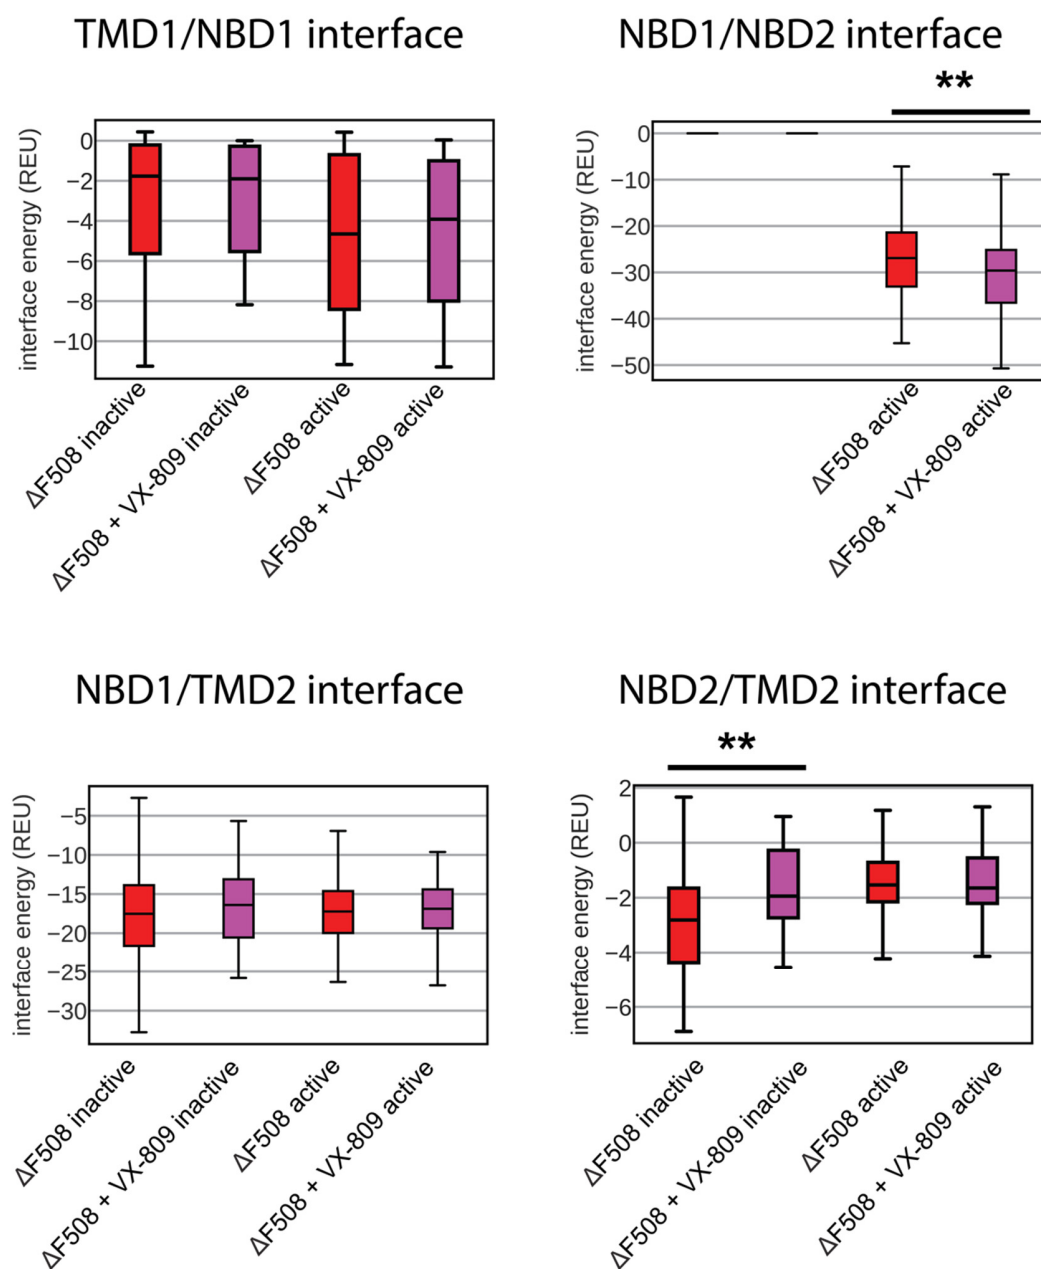 TMD1/NBD1 interface
interface energy (REU)
0
−2
−4
−6
−8
−10
ΔF508 inactive
ΔF508 + VX-809 inactive
ΔF508 active
ΔF508 + VX-809 active
NBD1/NBD2 interface
**
interface energy (REU)
0
−10
−20
−30
−40
−50
ΔF508 active
ΔF508 + VX-809 active
NBD1/TMD2 interface
interface energy (REU)
−5
−10
−15
−20
−25
−30
ΔF508 inactive
ΔF508 + VX-809 inactive
ΔF508 active
ΔF508 + VX-809 active
NBD2/TMD2 interface
**
interface energy (REU)
2
0
−2
−4
−6
ΔF508 inactive
ΔF508 + VX-809 inactive
ΔF508 active
ΔF508 + VX-809 active